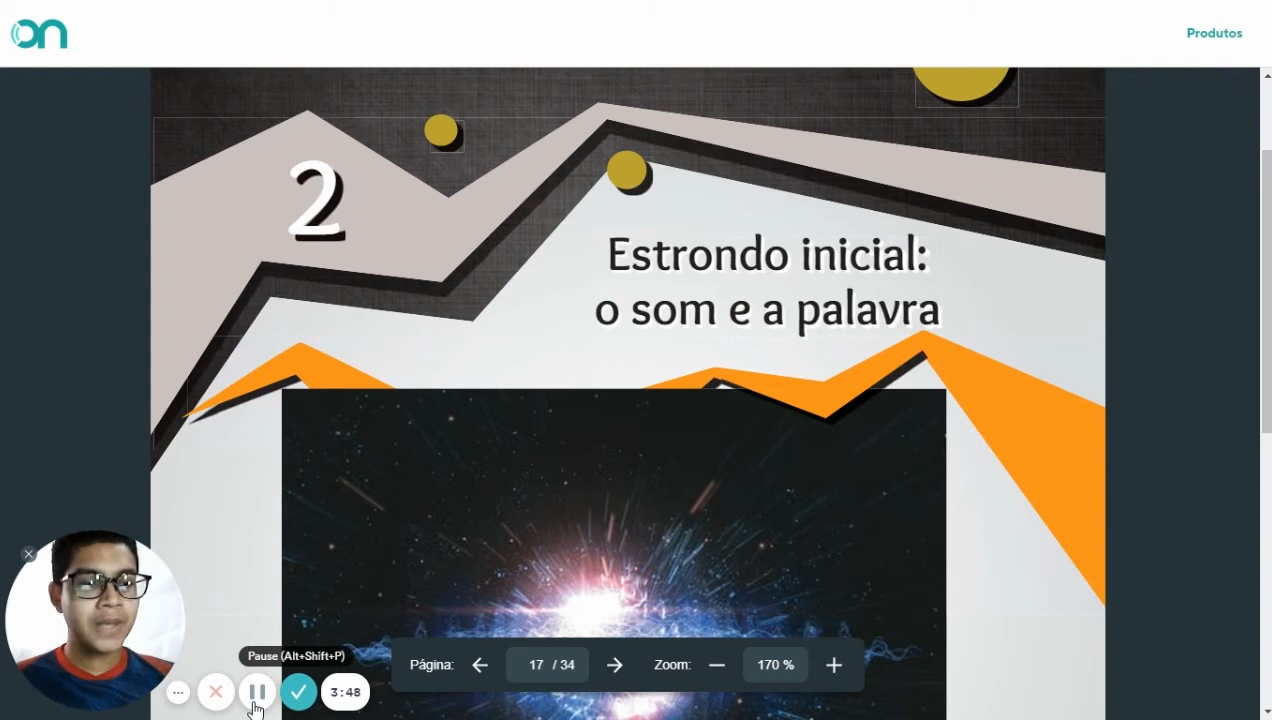 on
Produtos
2
Estrondo inicial:
o som e a palavra
Pause (Alt+Shift+P)
3:48
Página: 17 / 34 Zoom: 170 %